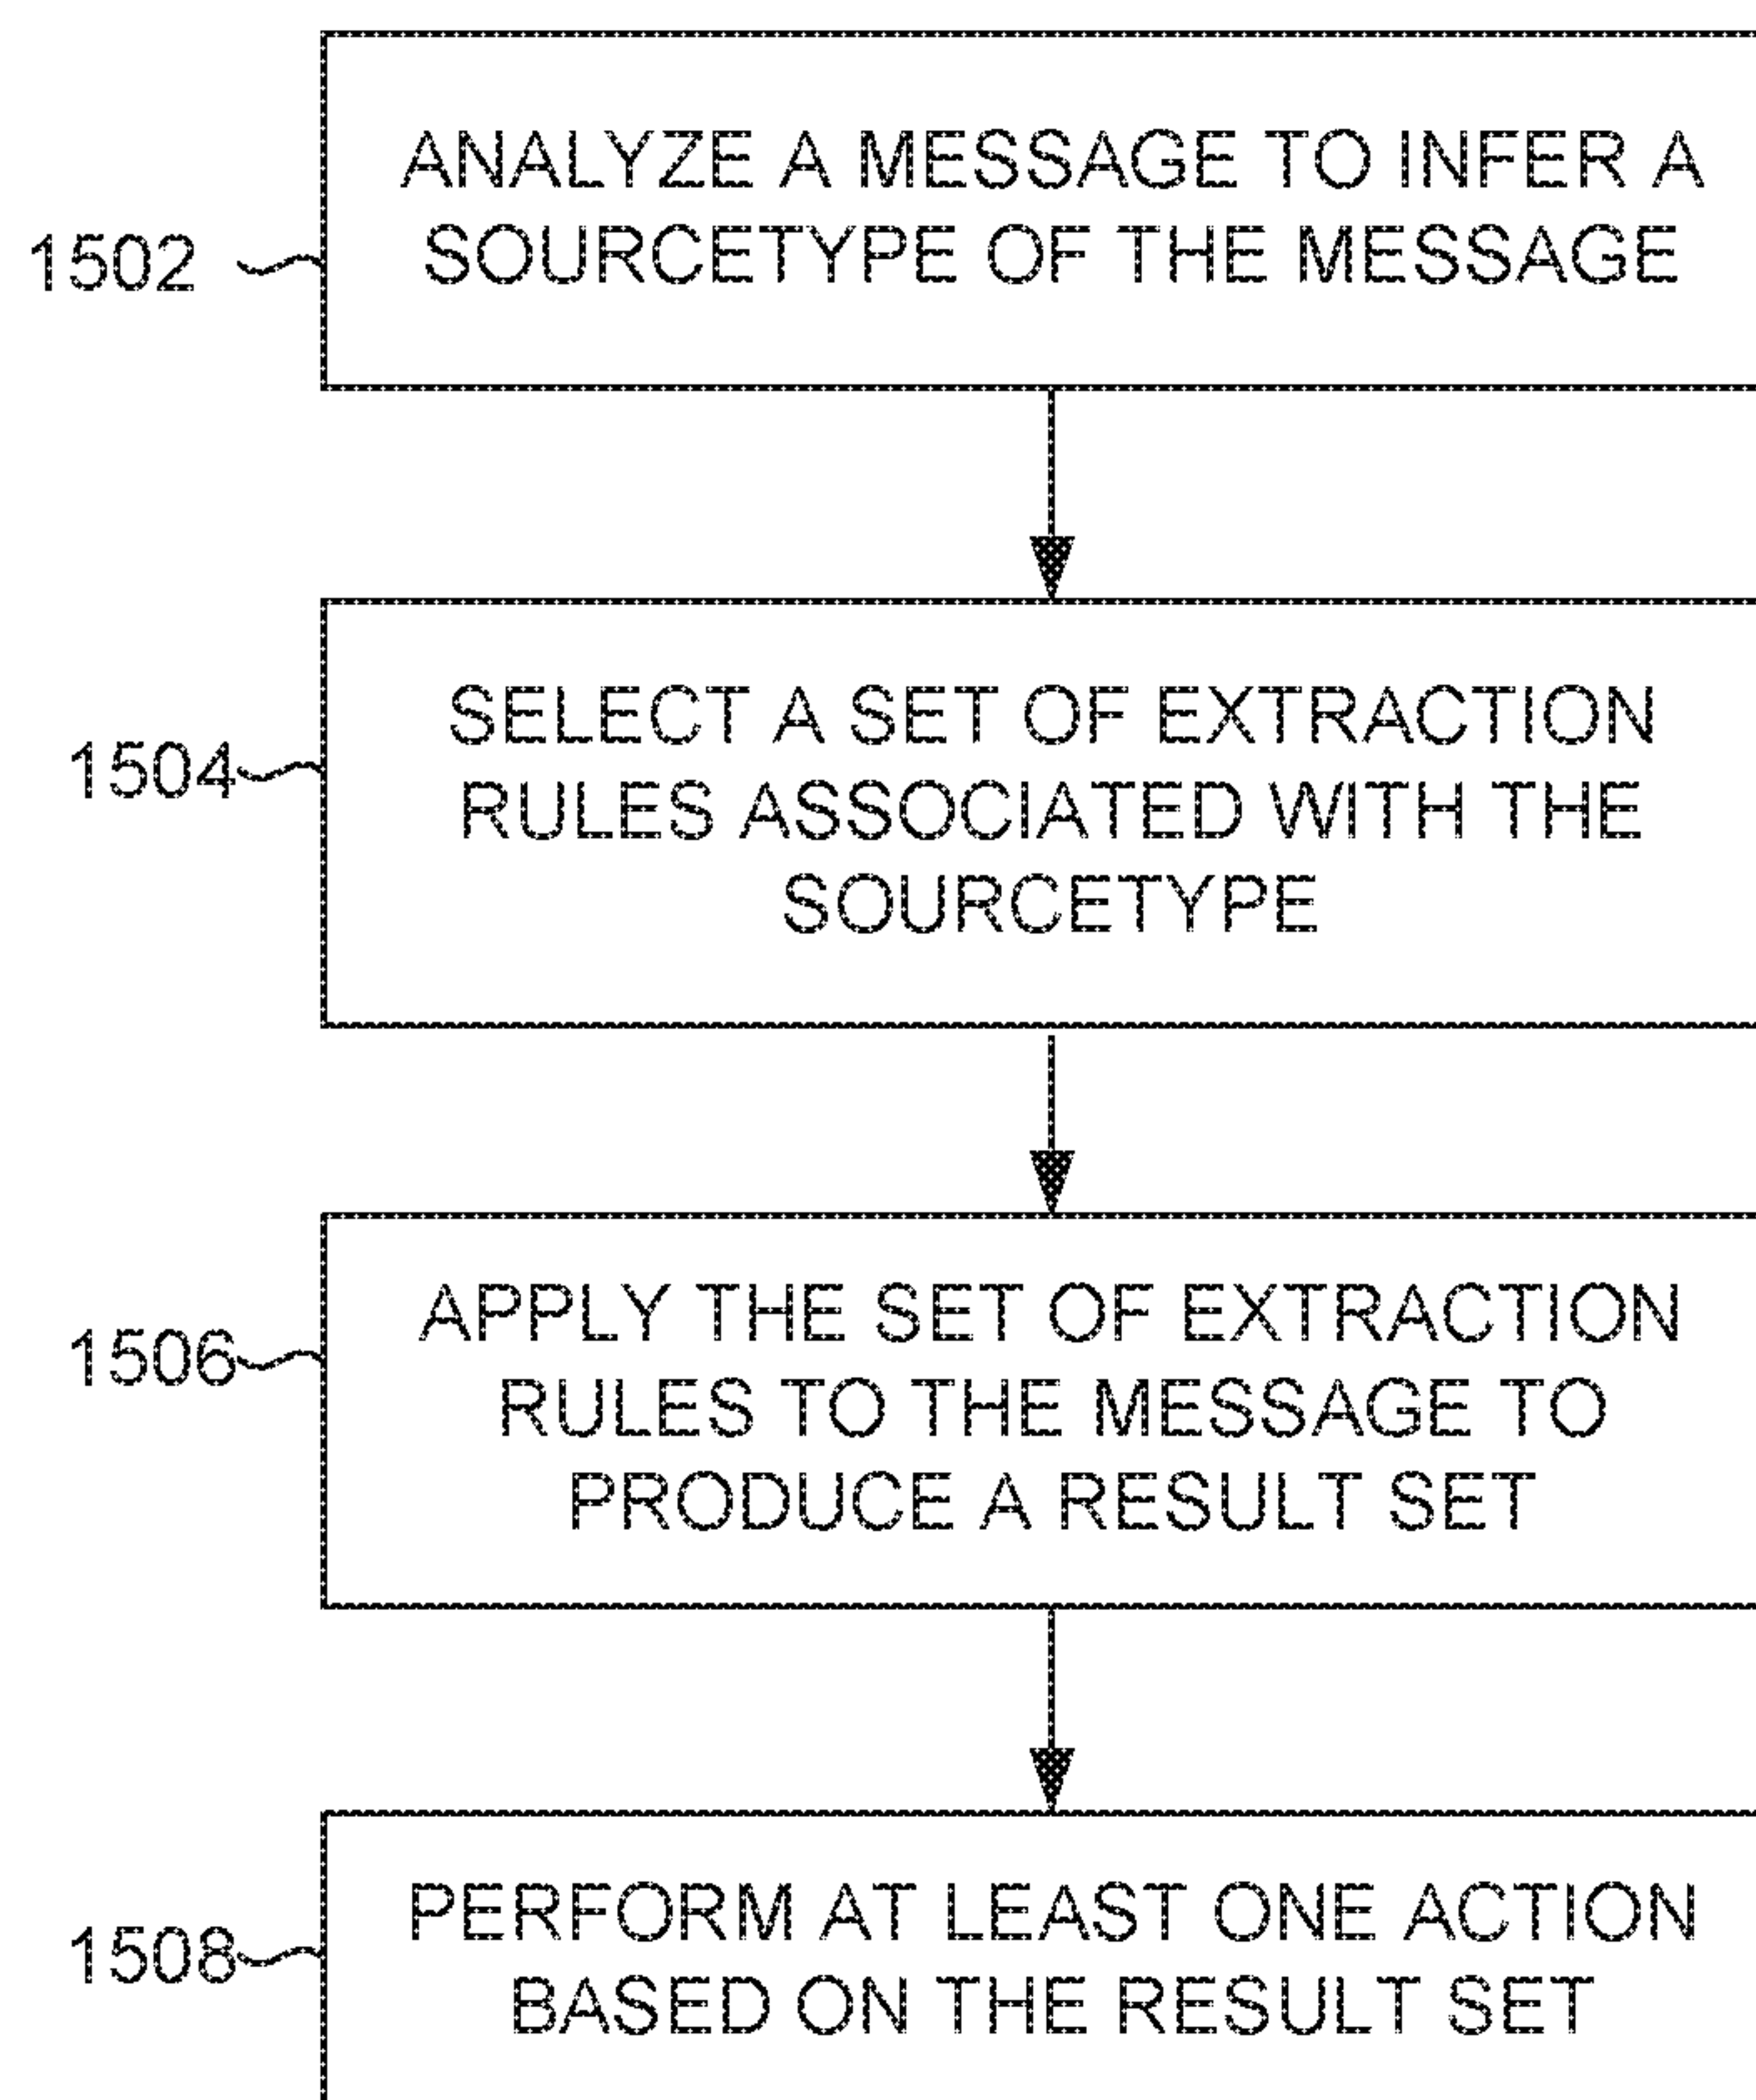 ANALYZE A MESSAGE TO INFER A
1502 SOURCETYPE OF THE MESSAGE
SELECT A SET OF EXTRACTION
1504 RULES ASSOCIATED WITH THE
SOURCETYPE
APPLY THE SET OF EXTRACTION
1506 RULES TO THE MESSAGE TO
PRODUCE A RESULT SET
PERFORM AT LEAST ONE ACTION
1508 BASED ON THE RESULT SET